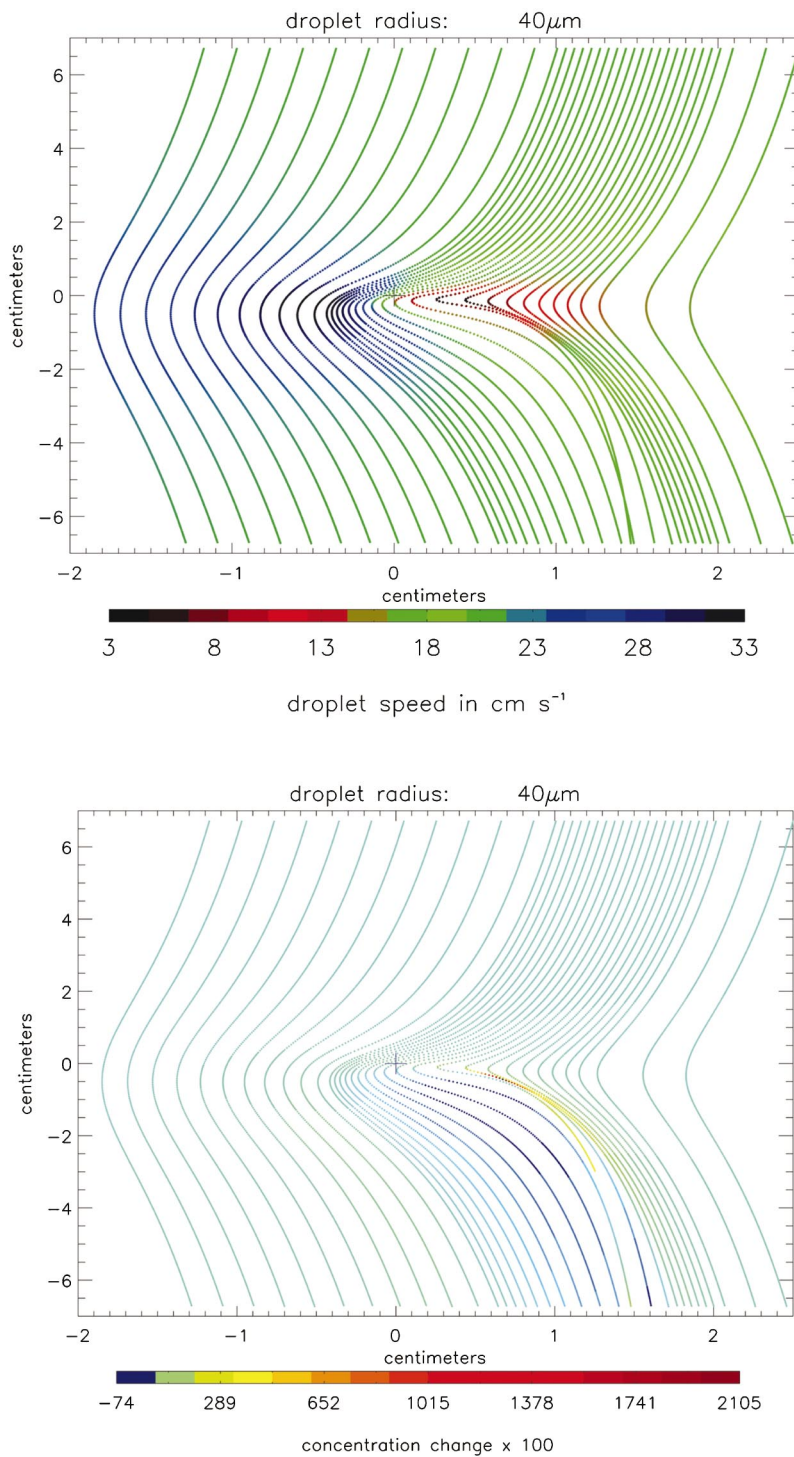 droplet radius: 40μm
6
4
2
0
−2
−4
−6
centimeters
−2 −1 0 1 2
centimeters
3 8 13 18 23 28 33
droplet speed in cm s⁻¹
droplet radius: 40μm
6
4
2
0
−2
−4
−6
centimeters
−2 −1 0 1 2
centimeters
−74 289 652 1015 1378 1741 2105
concentration change x 100